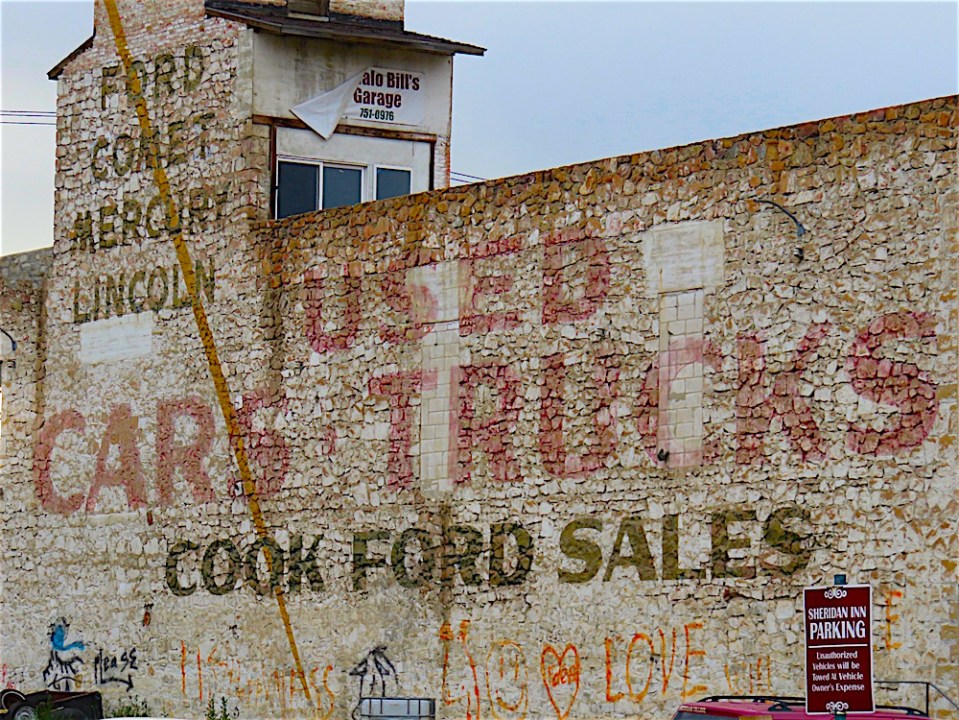 FORD
COMET
MERCURY
LINCOLN
alo Bill's
Garage
751-0976
USED
CARS · TRUCKS
COOK FORD SALES
please
LOVE
SHERIDAN INN
PARKING
Unauthorized
Vehicles will be
Towed At Vehicle
Owner's Expense